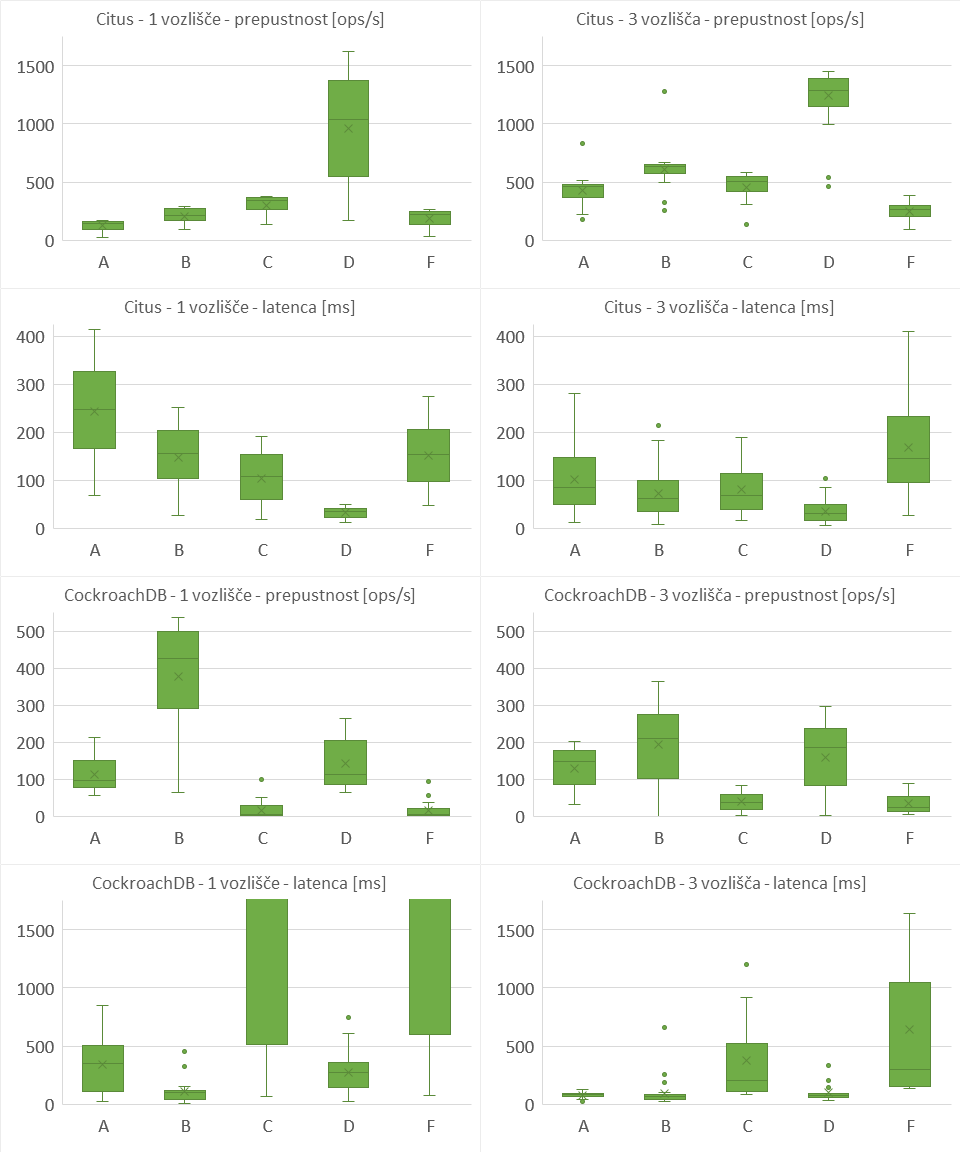 Citus - 1 vozlišče - prepustnost [ops/s]
1500
1000
500
0
A B C D F
Citus - 3 vozlišča - prepustnost [ops/s]
1500
1000
500
0
A B C D F
Citus - 1 vozlišče - latenca [ms]
400
300
200
100
0
A B C D F
Citus - 3 vozlišča - latenca [ms]
400
300
200
100
0
A B C D F
CockroachDB - 1 vozlišče - prepustnost [ops/s]
500
400
300
200
100
0
A B C D F
CockroachDB - 3 vozlišča - prepustnost [ops/s]
500
400
300
200
100
0
A B C D F
CockroachDB - 1 vozlišče - latenca [ms]
1500
1000
500
0
A B C D F
CockroachDB - 3 vozlišča - latenca [ms]
1500
1000
500
0
A B C D F